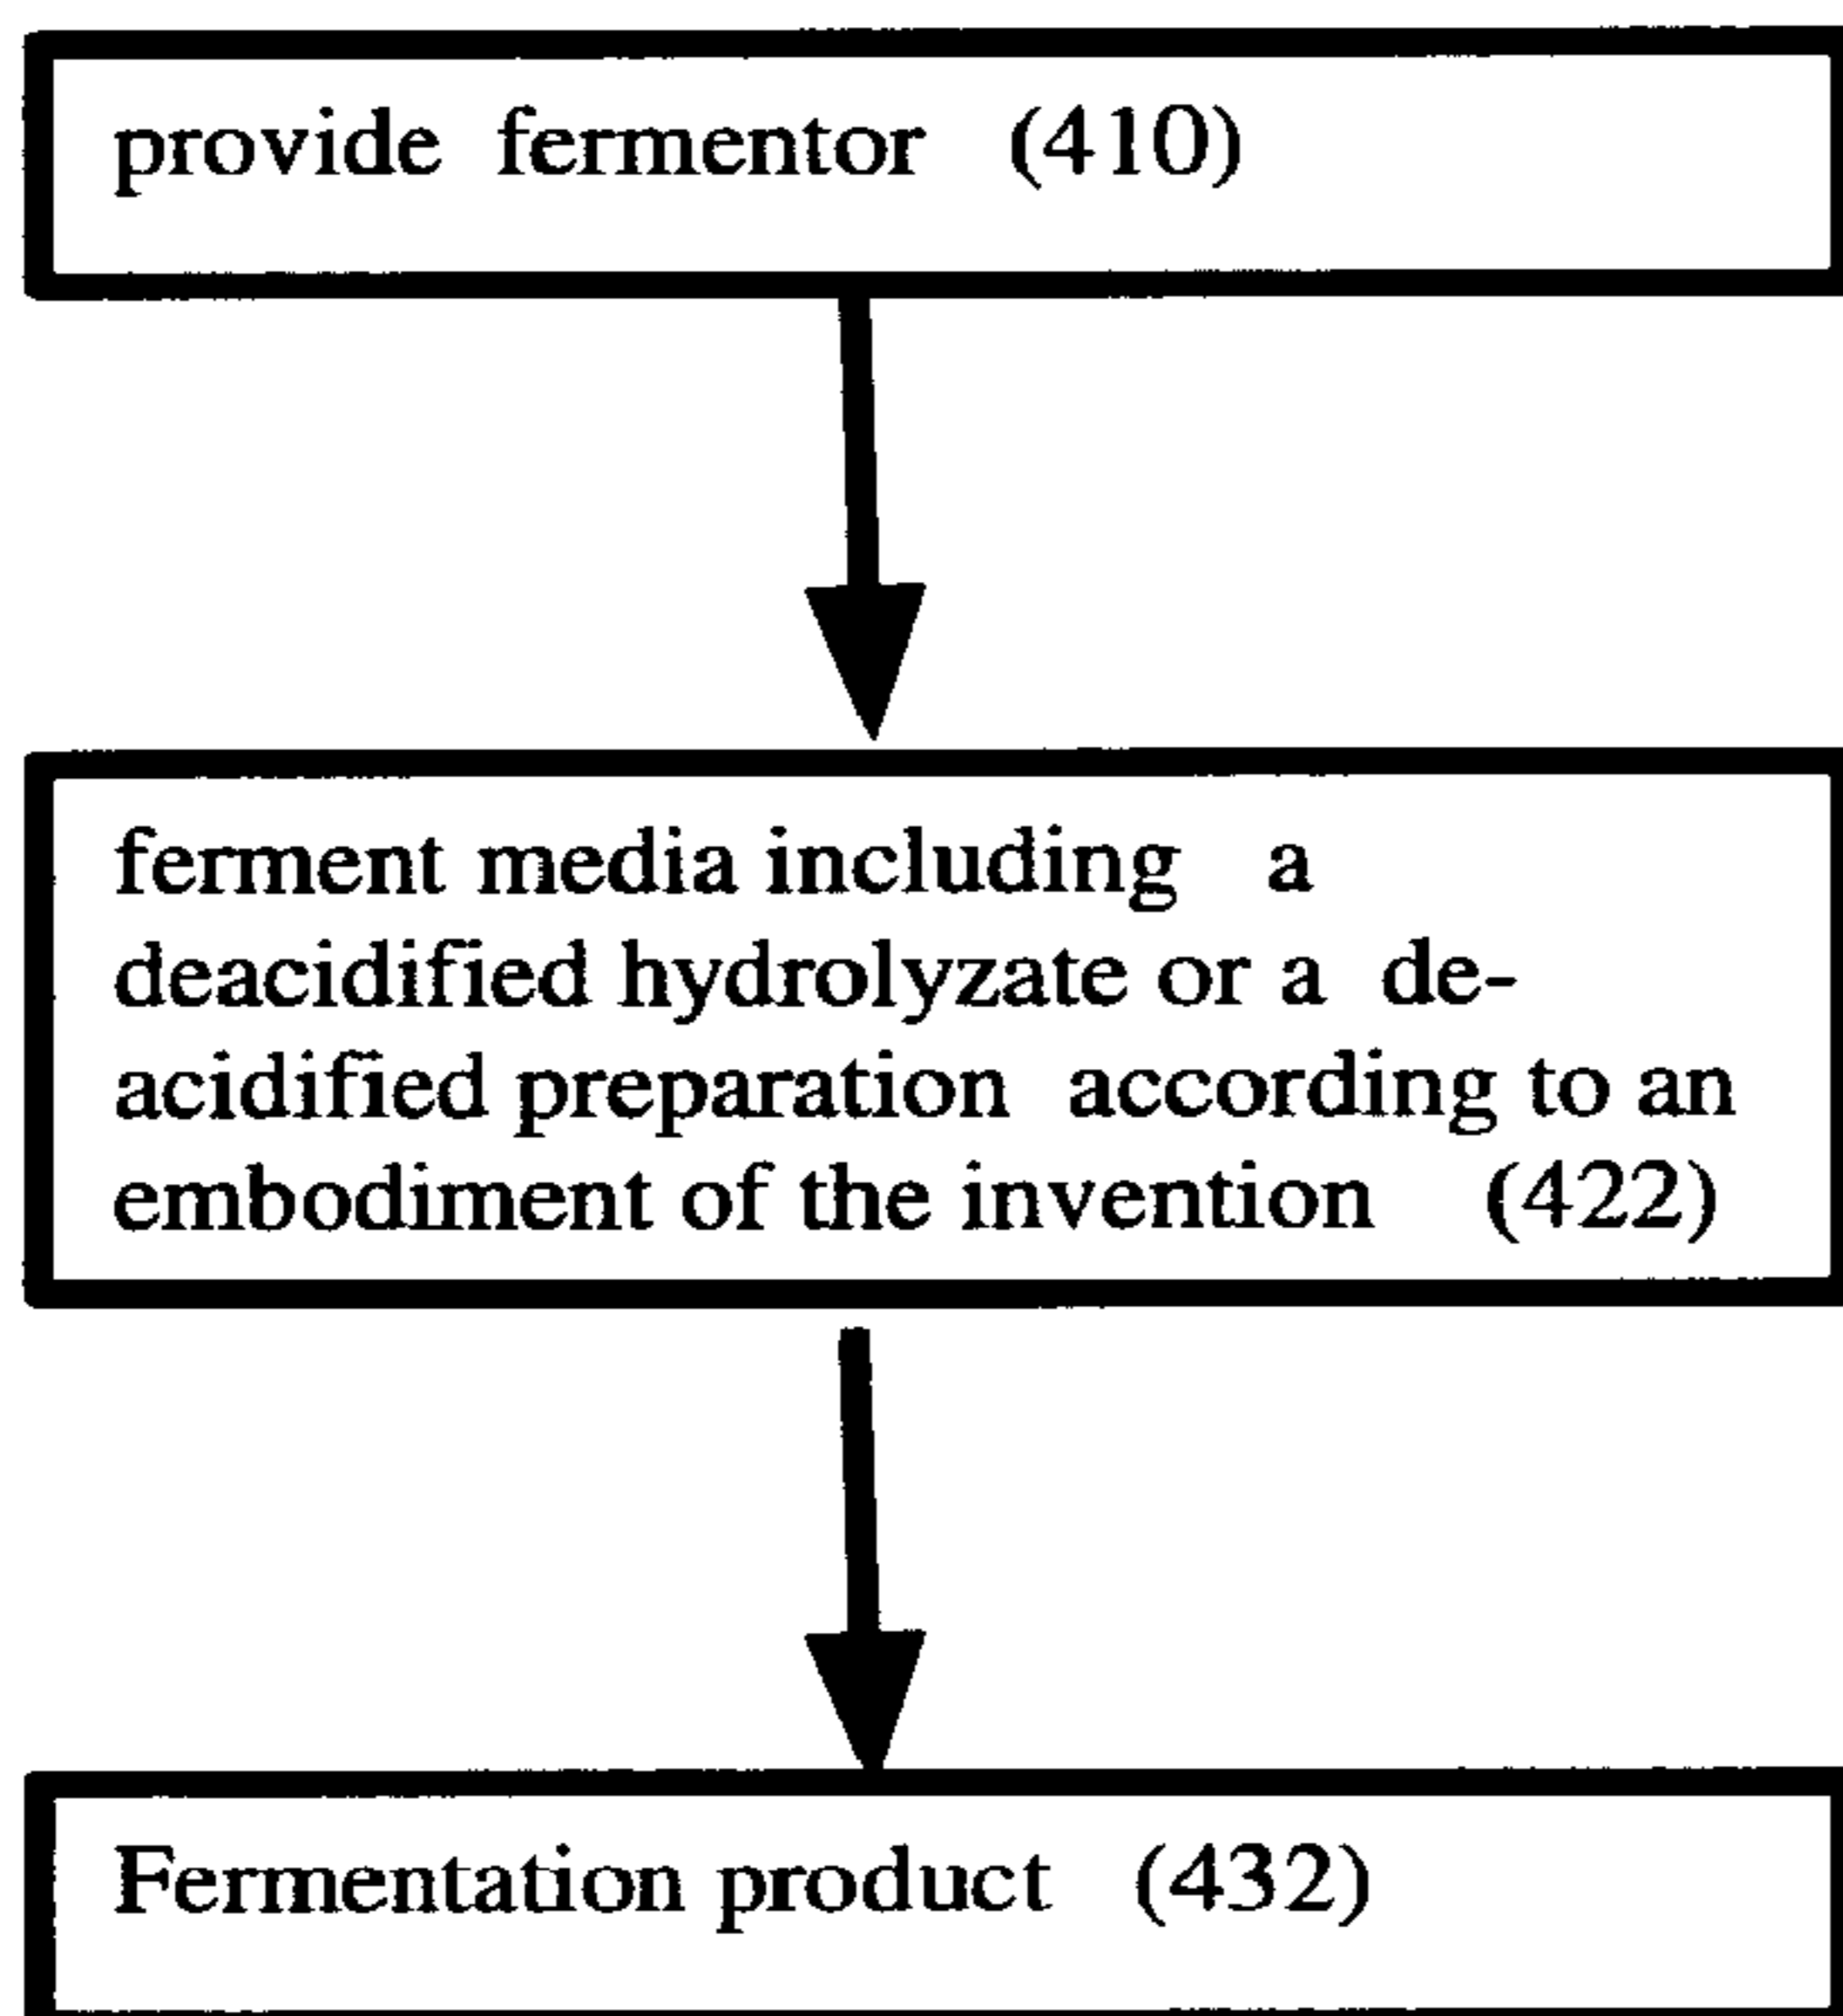 provide fermentor (410)
ferment media including a
deacidified hydrolyzate or a de-
acidified preparation according to an
embodiment of the invention (422)
Fermentation product (432)